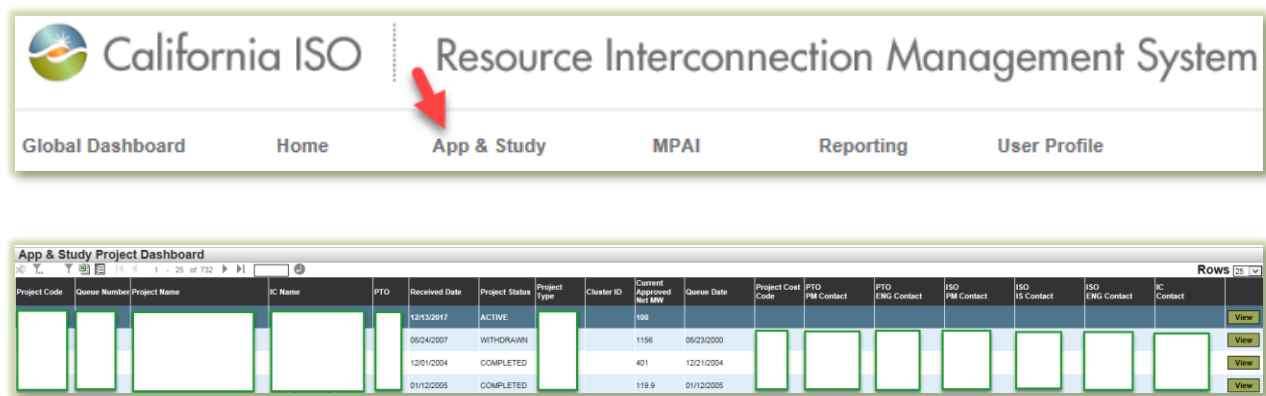 California ISO Resource Interconnection Management System
Global Dashboard Home App & Study MPAI Reporting User Profile
App & Study Project Dashboard
1 - 25 of 732 Rows 25
Project Code Queue Number Project Name IC Name PTO Received Date Project Status Project Type Cluster ID Current Approved Net MW Queue Date Project Cost Code PTO PM Contact PTO ENG Contact ISO PM Contact ISO IS Contact ISO ENG Contact IC Contact
12/13/2017 ACTIVE 100 View
08/24/2007 WITHDRAWN 1156 08/23/2000 View
12/01/2004 COMPLETED 401 12/21/2004 View
01/12/2005 COMPLETED 119.9 01/12/2005 View